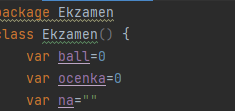 package Ekzamen
class Ekzamen() {
var ball=0
var ocenka=0
var na=""